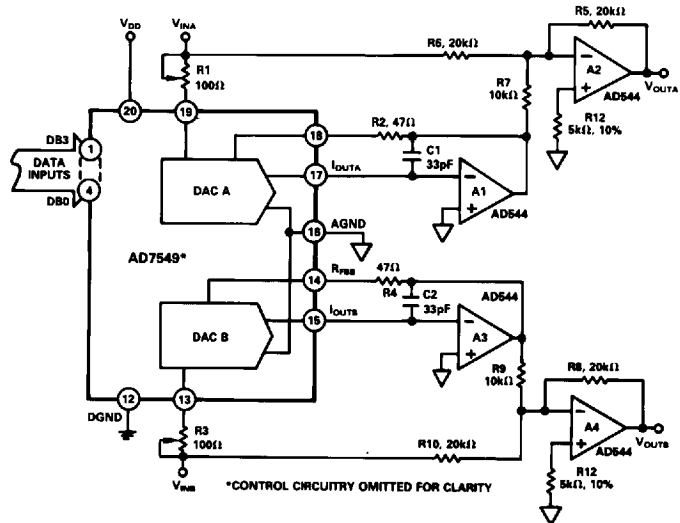 VDD
VINA
R1
100Ω
R6, 20kΩ
R5, 20kΩ
R7
10kΩ
A2
AD544
VOUTA
R12
5kΩ, 10%
20
19
DB3
1
DATA
INPUTS
4
DB0
DAC A
18
R2, 47Ω
C1
33pF
17
IOUTA
A1
AD544
16
AGND
AD7549*
14
RFBB
47Ω
R4
C2
33pF
AD544
15
IOUTB
DAC B
A3
R9
10kΩ
R8, 20kΩ
12
DGND
13
R3
100Ω
VINB
R10, 20kΩ
A4
AD544
VOUTB
R12
5kΩ, 10%
*CONTROL CIRCUITRY OMITTED FOR CLARITY